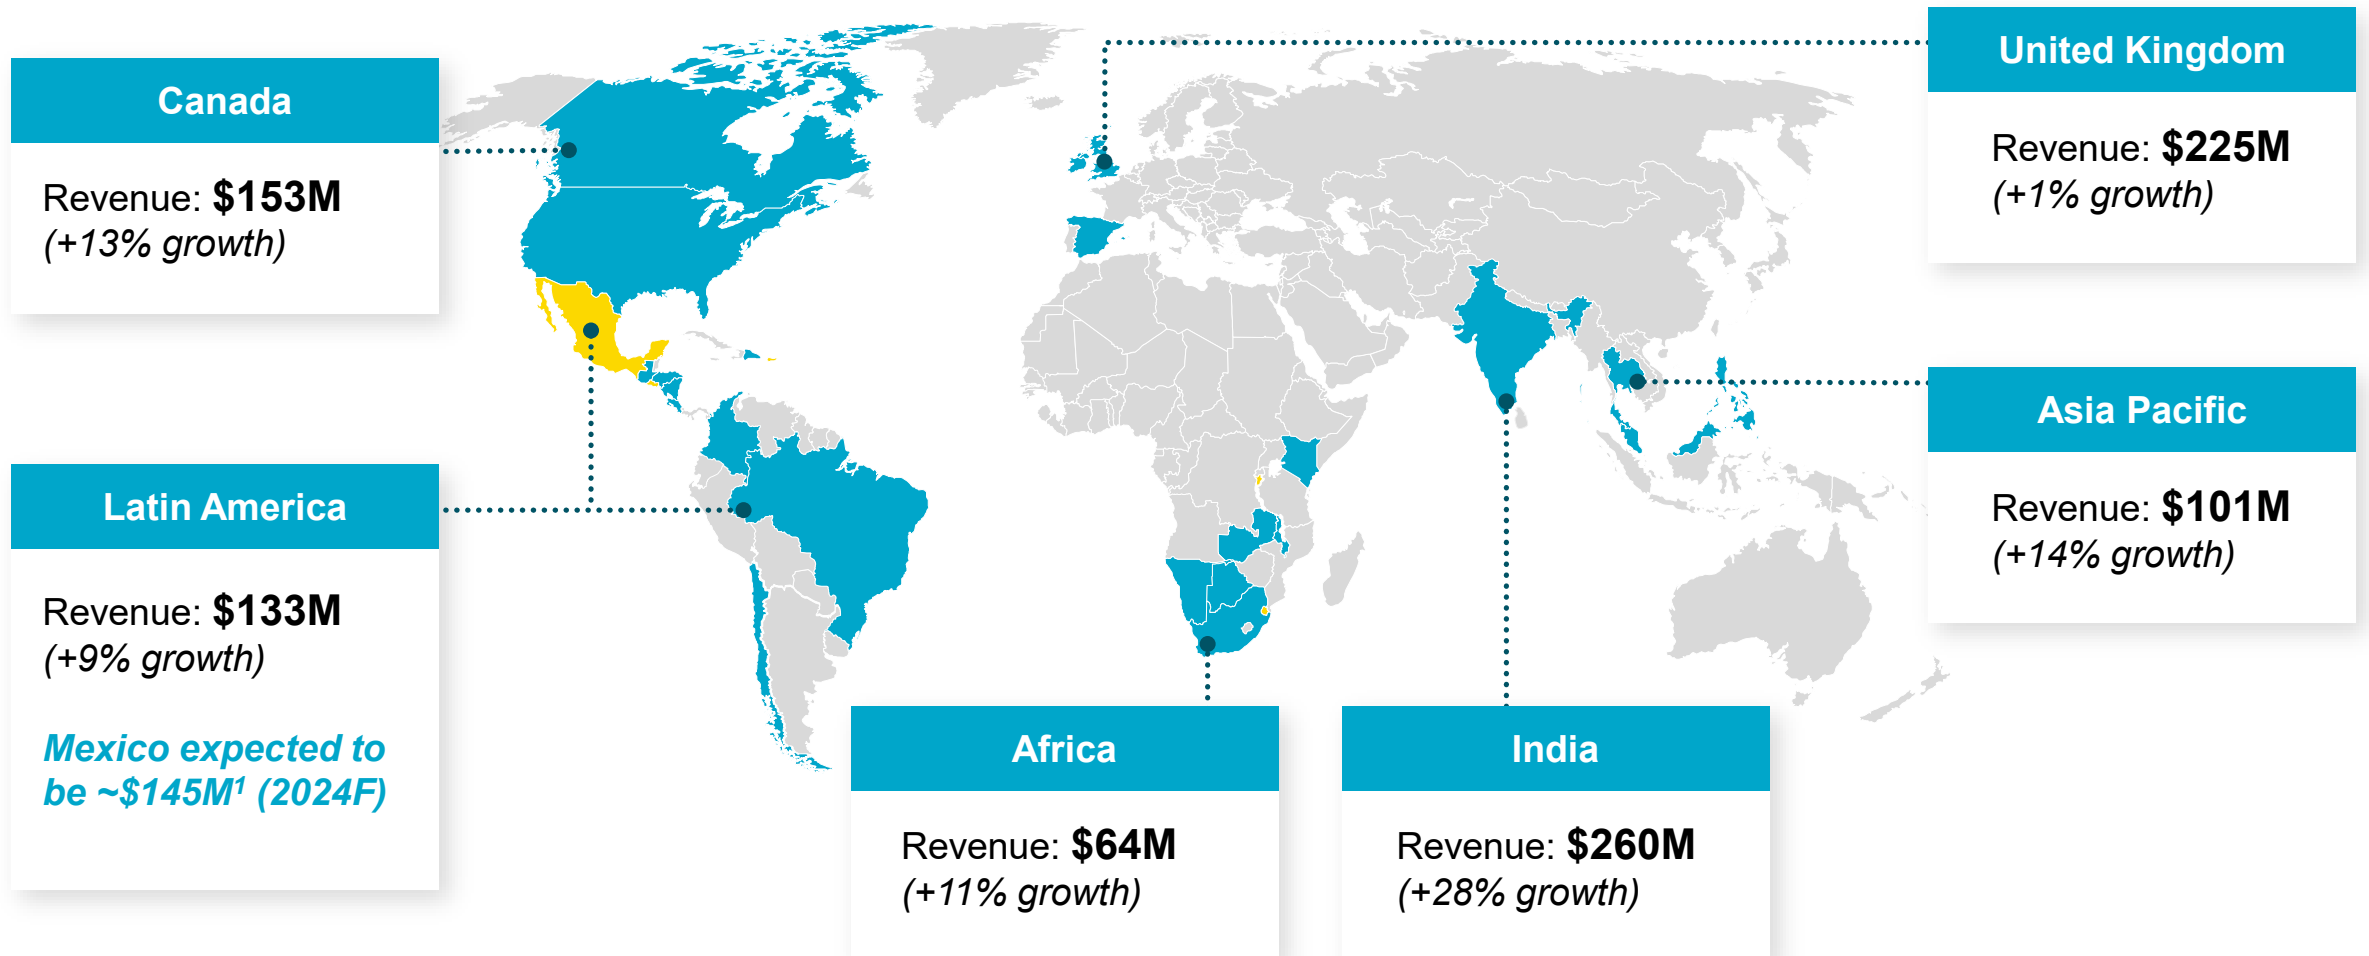 Canada
Revenue: $153M
(+13% growth)
Latin America
Revenue: $133M
(+9% growth)
Mexico expected to
be ~$145M¹ (2024F)
Africa
Revenue: $64M
(+11% growth)
India
Revenue: $260M
(+28% growth)
United Kingdom
Revenue: $225M
(+1% growth)
Asia Pacific
Revenue: $101M
(+14% growth)